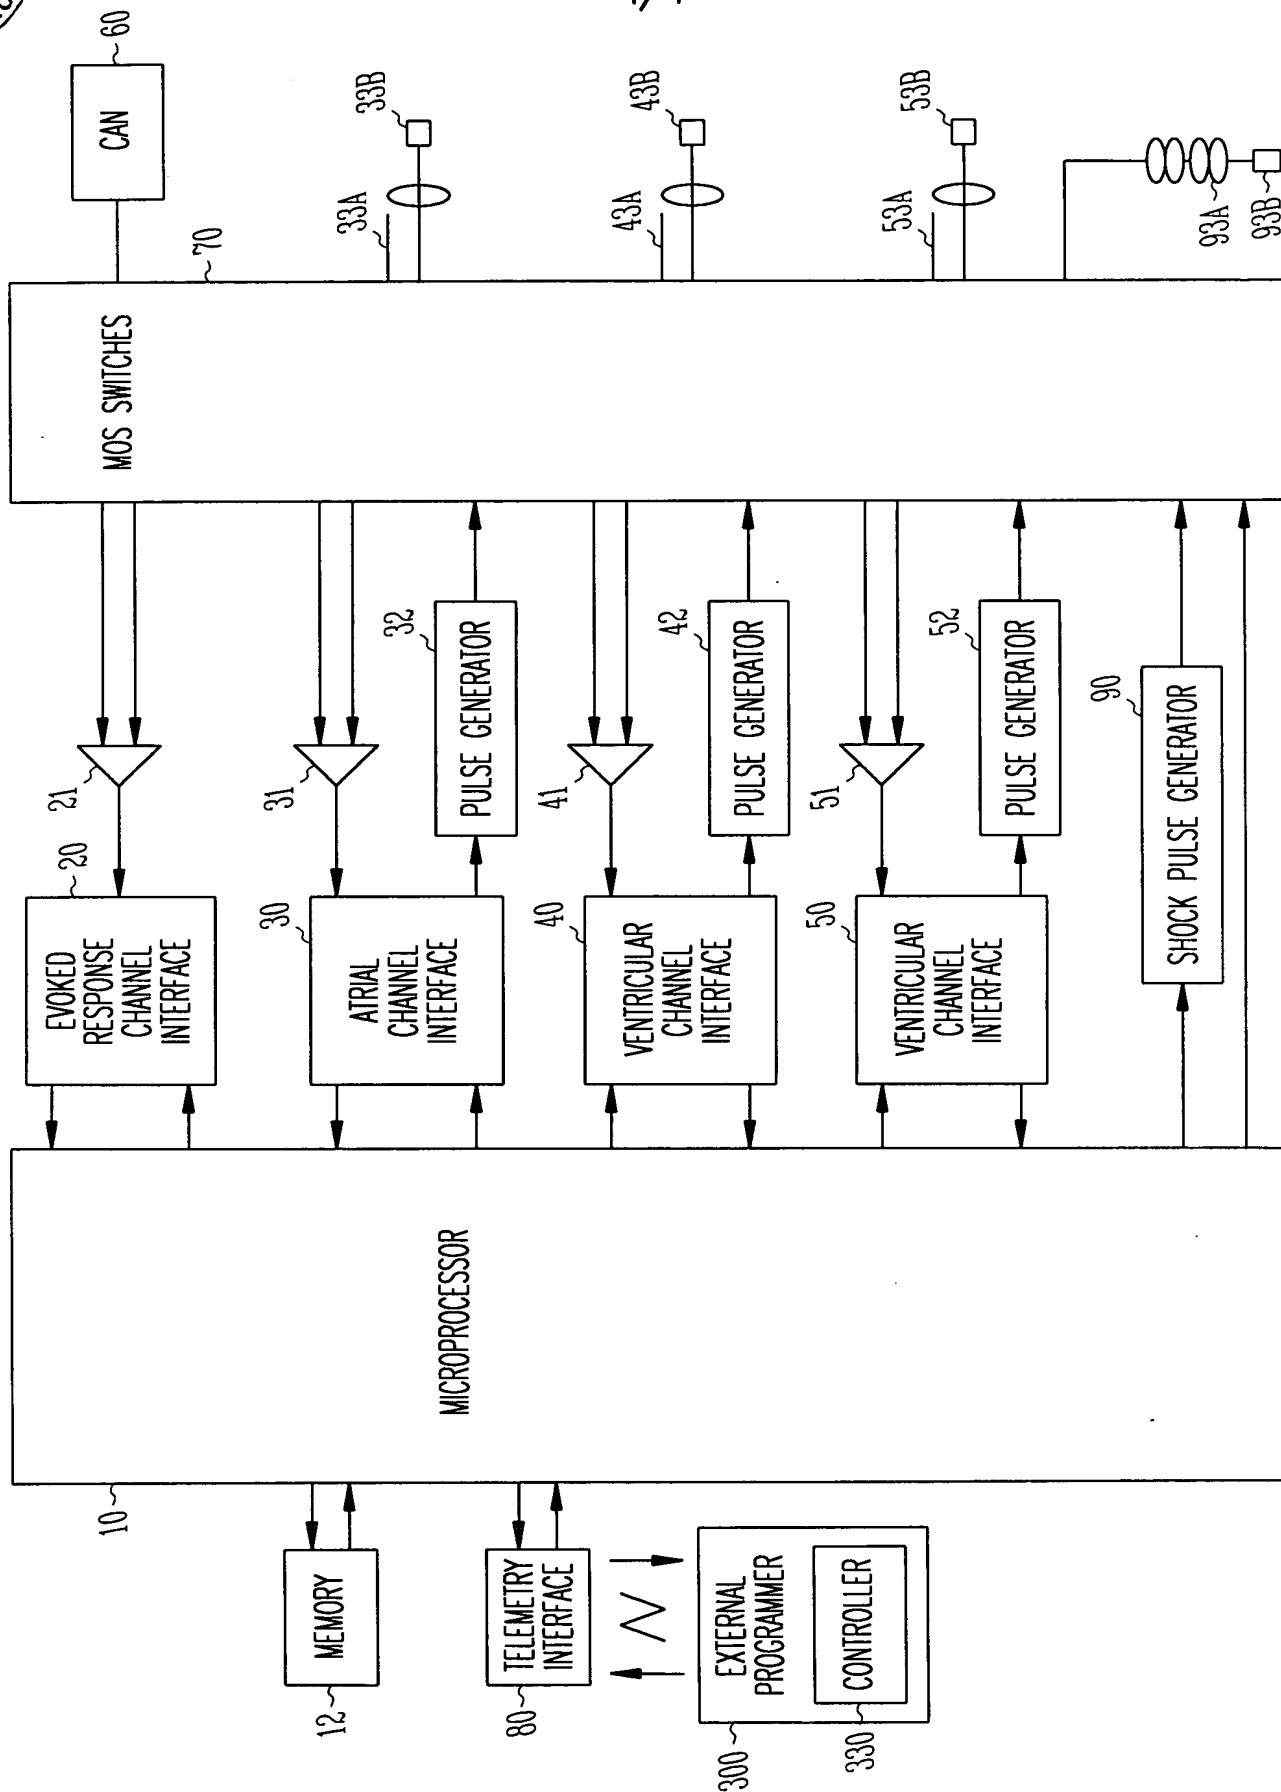 60
CAN
33B
33A
43B
43A
53B
53A
93A
93B
70
MOS SWITCHES
21
31
32
PULSE GENERATOR
41
42
PULSE GENERATOR
51
52
PULSE GENERATOR
90
SHOCK PULSE GENERATOR
20
EVOKED
RESPONSE
CHANNEL
INTERFACE
30
ATRIAL
CHANNEL
INTERFACE
40
VENTRICULAR
CHANNEL
INTERFACE
50
VENTRICULAR
CHANNEL
INTERFACE
MICROPROCESSOR
10
MEMORY
12
TELEMETRY
INTERFACE
80
EXTERNAL
PROGRAMMER
CONTROLLER
300
330